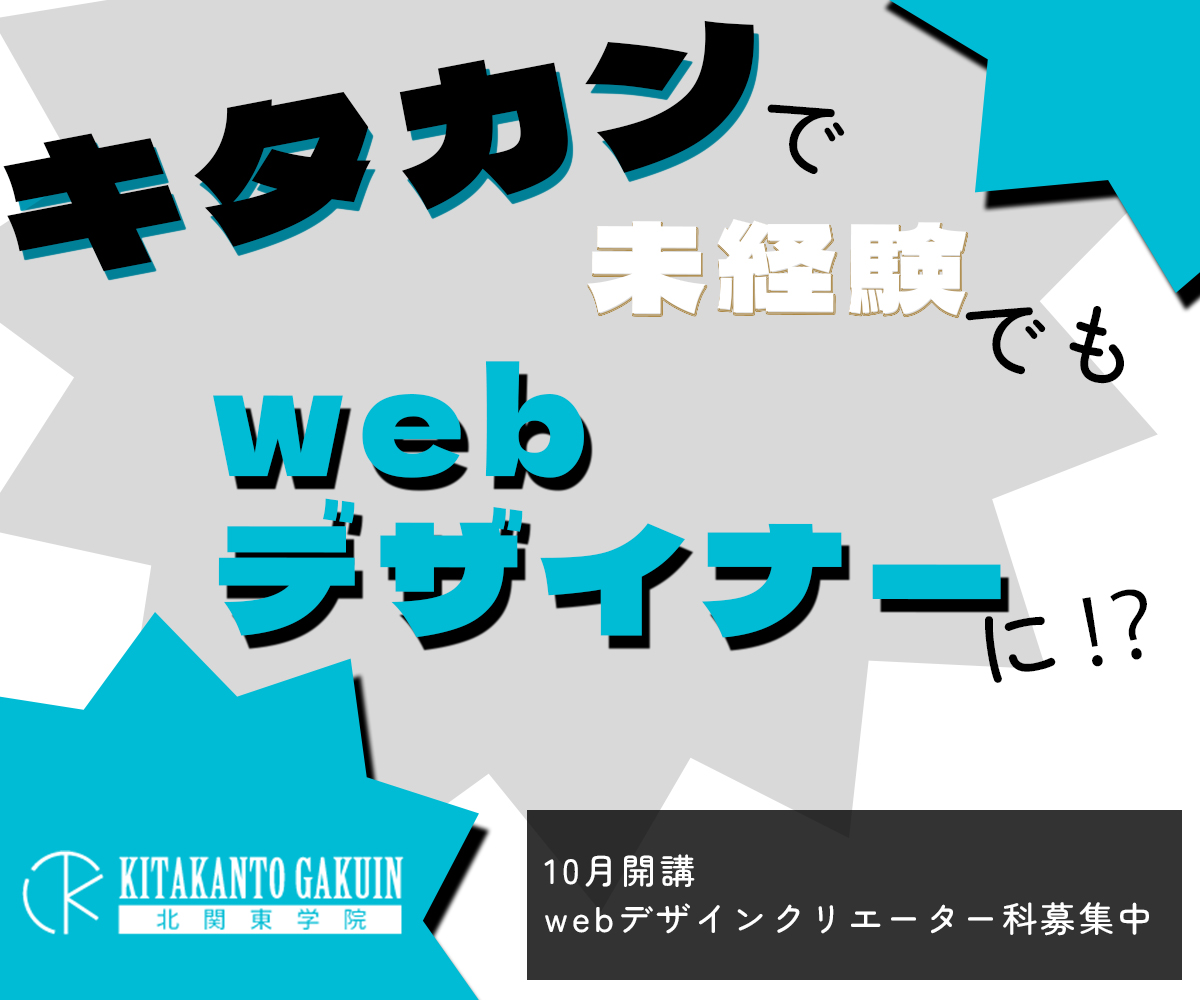 キタカンで
未経験でも
web
デザイナーに!?
KITAKANTO GAKUIN
北関東学院
10月開講
webデザインクリエーター科募集中